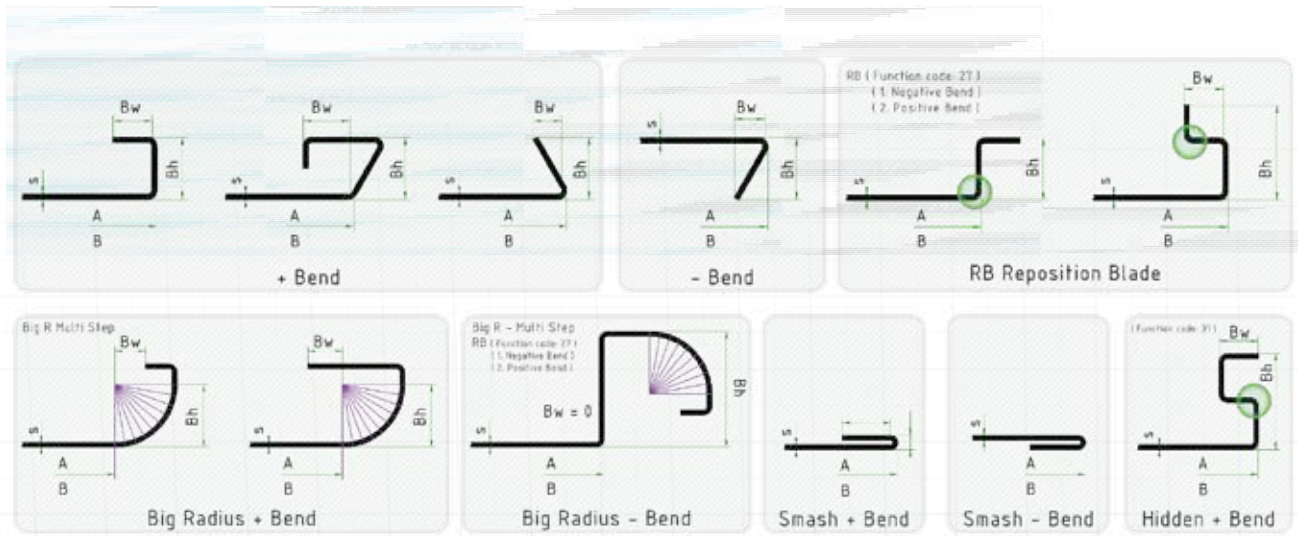 Bw
s
Bh
A
B
Bw
s
Bh
A
B
Bw
s
Bh
A
B
+ Bend
s
Bw
Bh
A
B
- Bend
RB ( Function code: 27 )
( 1. Negative Bend )
( 2. Positive Bend )
s
Bh
A
B
Bw
s
Bh
A
B
RB Reposition Blade
Big R Multi Step
Bw
s
Bh
A
B
Bw
s
Bh
A
B
Big Radius + Bend
Big R - Multi Step
RB ( Function code: 27 )
( 1. Negative Bend )
( 2. Positive Bend )
Bw = 0
s
Bh
A
B
Big Radius - Bend
s
A
B
Smash + Bend
s
A
B
Smash - Bend
( Function code: 31 )
Bw
Bh
s
A
B
Hidden + Bend